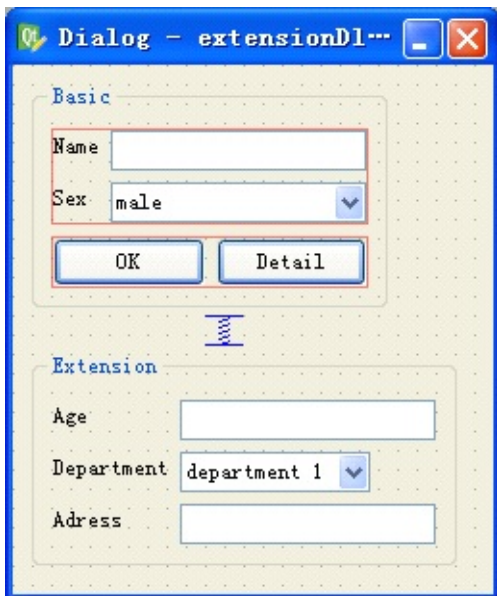 Dialog - extensionDl…
Basic
Name
Sex male
OK Detail
Extension
Age
Department department 1
Adress